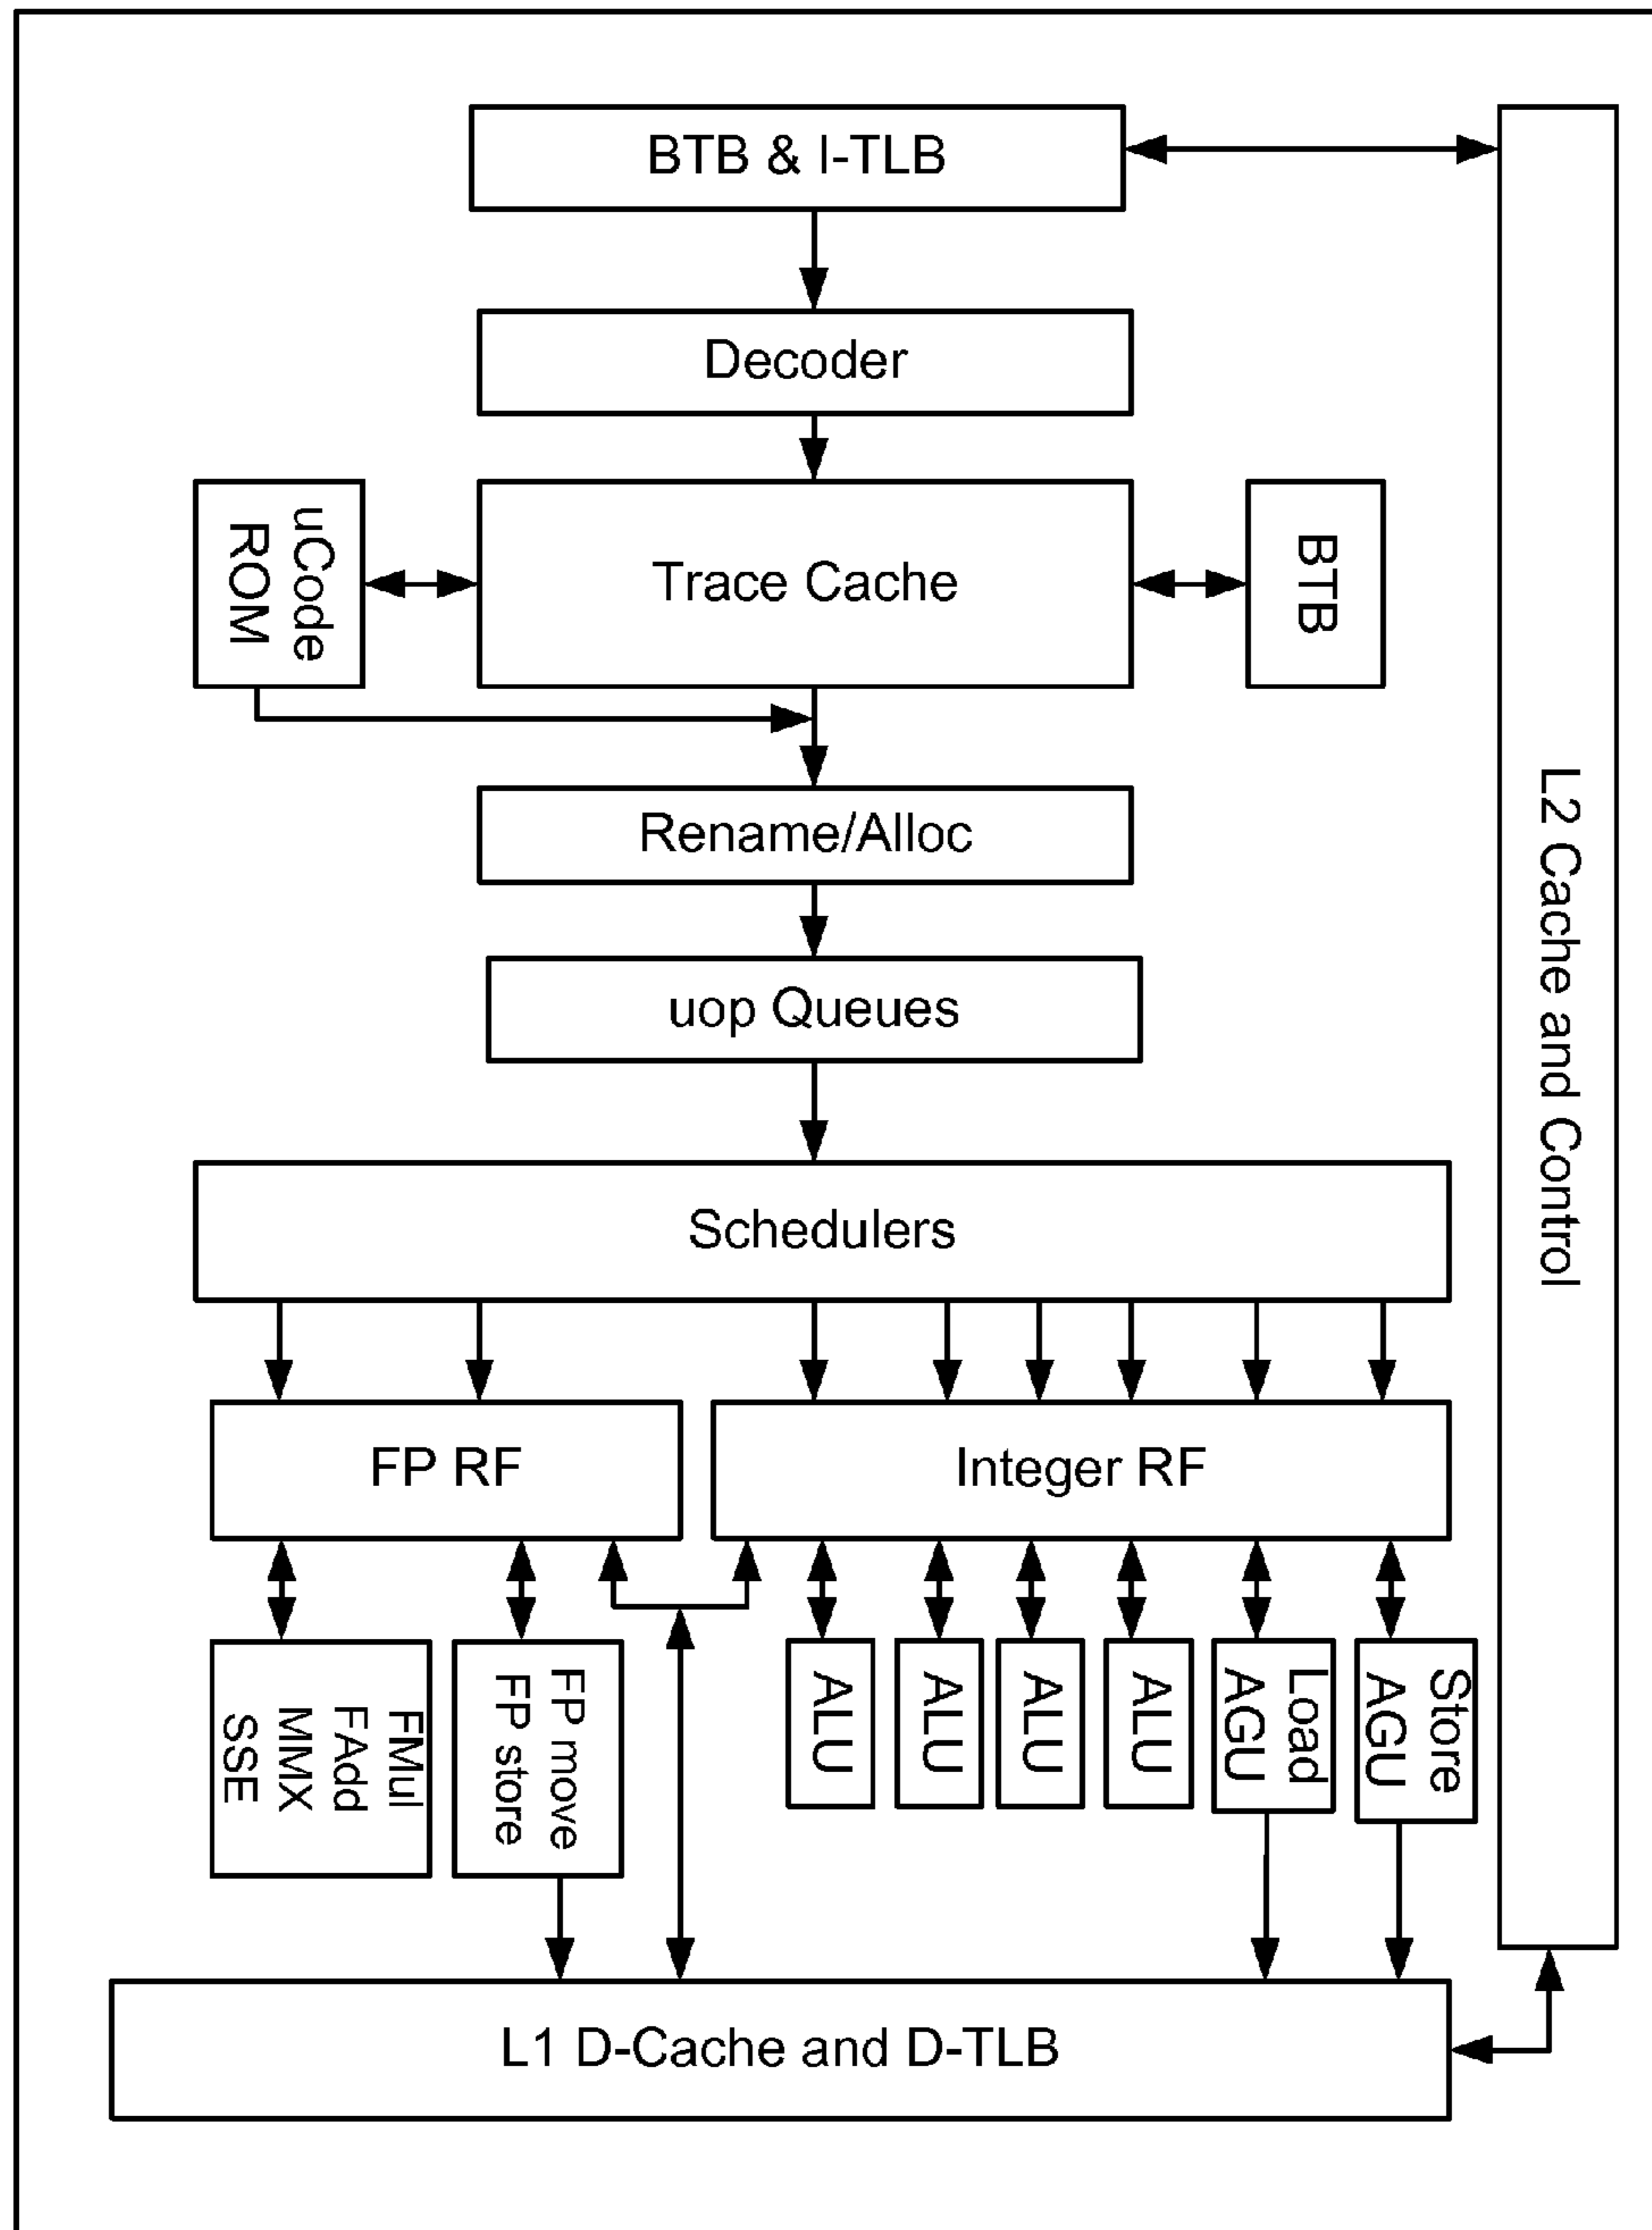 BTB & I-TLB
Decoder
uCode
ROM
Trace Cache
BTB
Rename/Alloc
uop Queues
L2 Cache and Control
Schedulers
FP RF
Integer RF
FMul
FAdd
MMX
SSE
FP move
FP store
ALU
ALU
ALU
ALU
Load
AGU
Store
AGU
L1 D-Cache and D-TLB